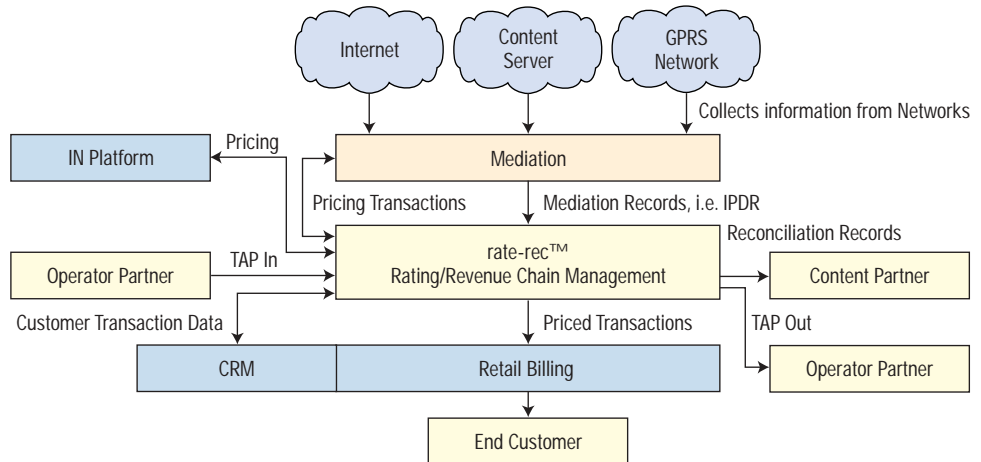 Internet
Content
Server
GPRS
Network
Collects information from Networks
IN Platform
Pricing
Mediation
Pricing Transactions
Mediation Records, i.e. IPDR
Operator Partner
TAP In
rate-rec™
Rating/Revenue Chain Management
Reconciliation Records
Content Partner
Customer Transaction Data
Priced Transactions
TAP Out
CRM
Retail Billing
Operator Partner
End Customer